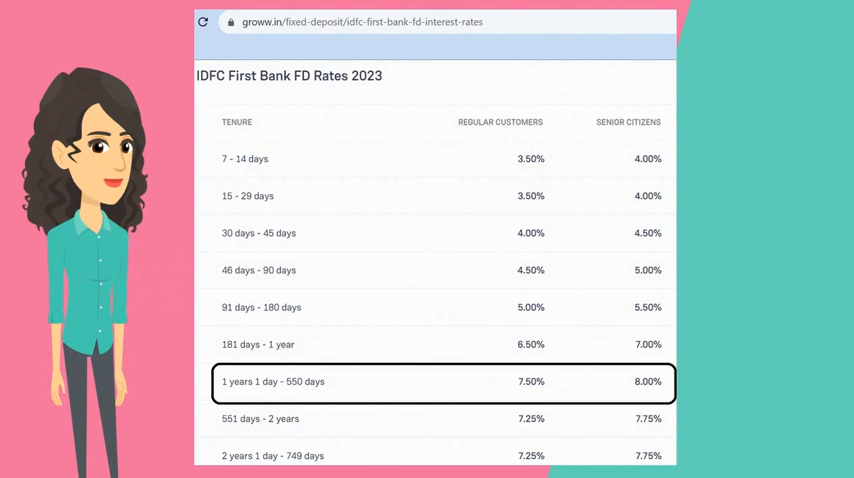 groww.in/fixed-deposit/idfc-first-bank-fd-interest-rates
IDFC First Bank FD Rates 2023
TENURE REGULAR CUSTOMERS SENIOR CITIZENS
7 - 14 days 3.50% 4.00%
15 - 29 days 3.50% 4.00%
30 days - 45 days 4.00% 4.50%
46 days - 90 days 4.50% 5.00%
91 days - 180 days 5.00% 5.50%
181 days - 1 year 6.50% 7.00%
1 years 1 day - 550 days 7.50% 8.00%
551 days - 2 years 7.25% 7.75%
2 years 1 day - 749 days 7.25% 7.75%